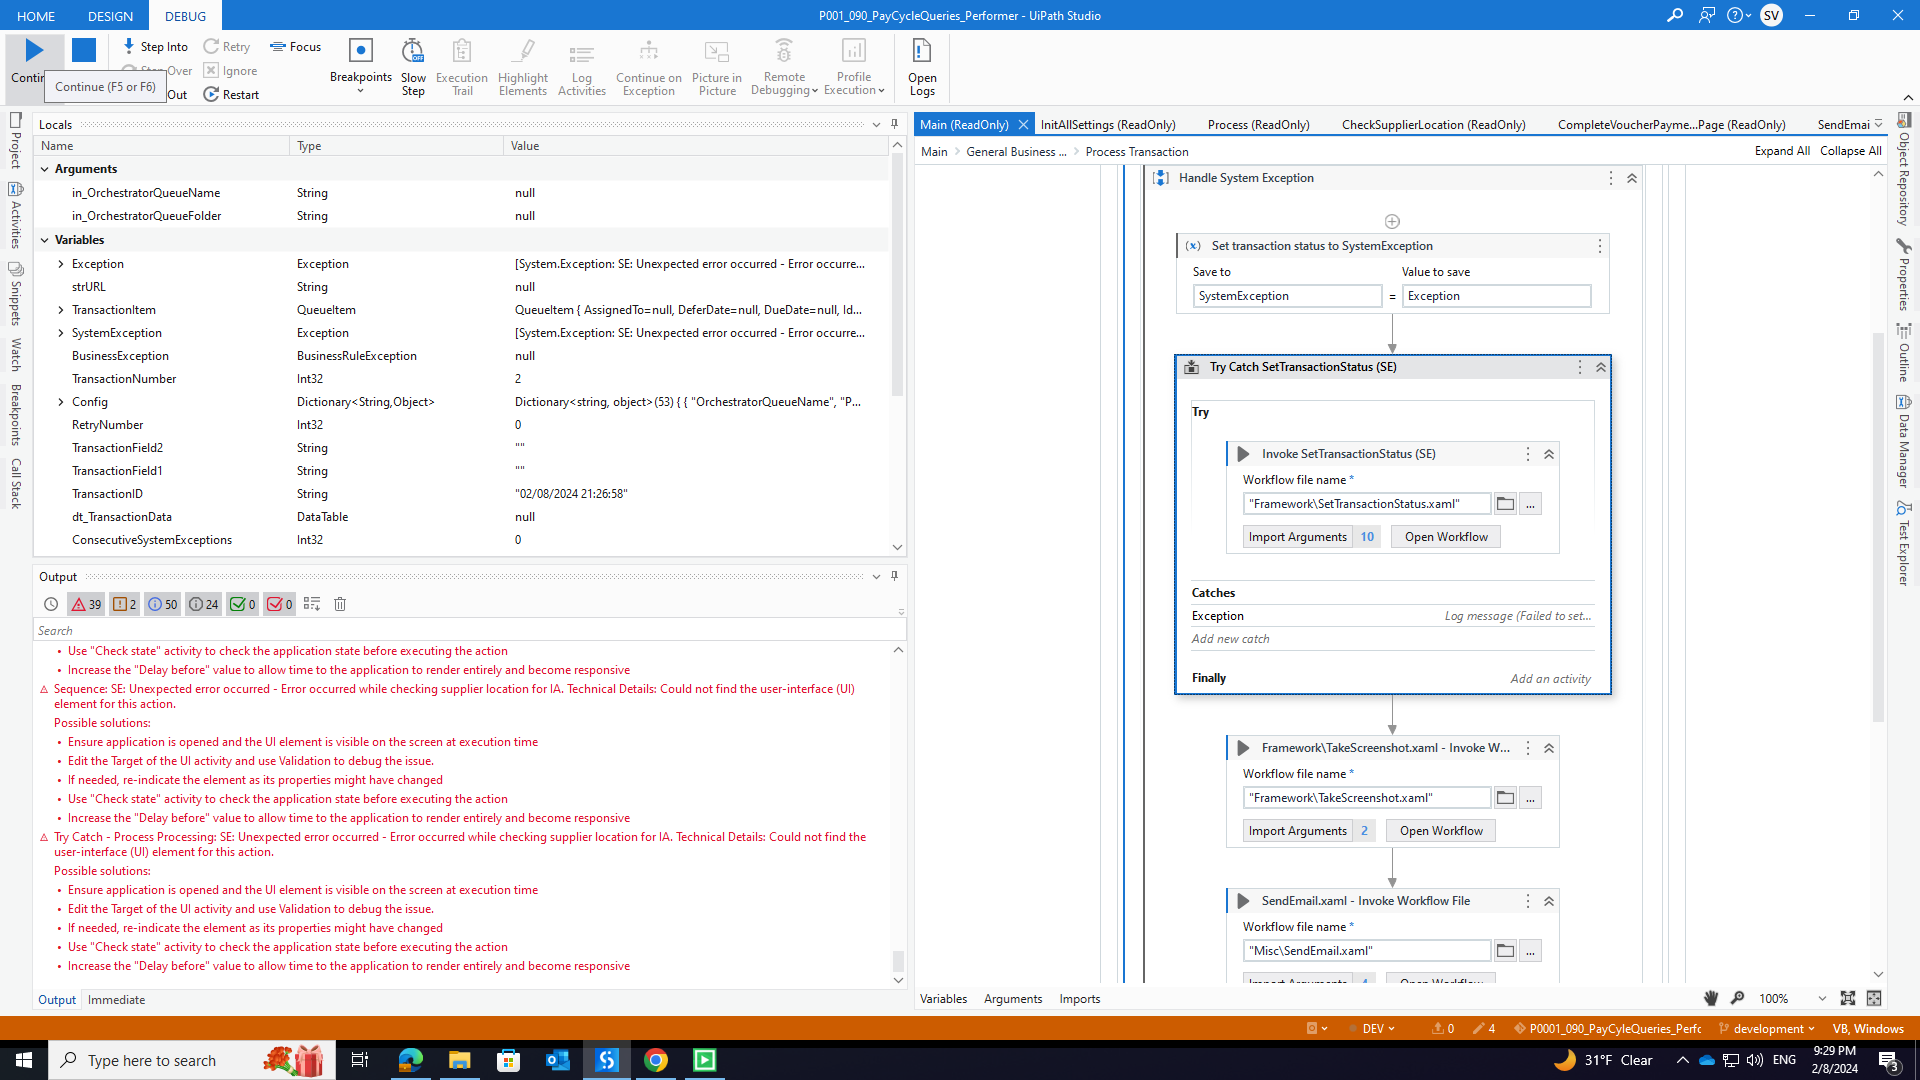 HOME
DESIGN
DEBUG
P001_090_PayCycleQueries_Performer - UiPath Studio
SV
Step Into
Retry
Focus
Ignore
Restart
Continue (F5 or F6)
Breakpoints
Slow Step
Execution Trail
Highlight Elements
Log Activities
Continue on Exception
Picture in Picture
Remote Debugging
Profile Execution
Open Logs
Project
Activities
Snippets
Watch
Breakpoints
Call Stack
Locals
Name
Type
Value
Arguments
in_OrchestratorQueueName String null
in_OrchestratorQueueFolder String null
Variables
Exception Exception [System.Exception: SE: Unexpected error occurred - Error occurre...
strURL String null
TransactionItem QueueItem QueueItem { AssignedTo=null, DeferDate=null, DueDate=null, Id...
SystemException Exception [System.Exception: SE: Unexpected error occurred - Error occurre...
BusinessException BusinessRuleException null
TransactionNumber Int32 2
Config Dictionary<String,Object> Dictionary<string, object>(53) { { "OrchestratorQueueName", "P...
RetryNumber Int32 0
TransactionField2 String ""
TransactionField1 String ""
TransactionID String "02/08/2024 21:26:58"
dt_TransactionData DataTable null
ConsecutiveSystemExceptions Int32 0
Output
39
2
50
24
0
0
Search
• Use "Check state" activity to check the application state before executing the action
• Increase the "Delay before" value to allow time to the application to render entirely and become responsive
Sequence: SE: Unexpected error occurred - Error occurred while checking supplier location for IA. Technical Details: Could not find the user-interface (UI)
element for this action.
Possible solutions:
• Ensure application is opened and the UI element is visible on the screen at execution time
• Edit the Target of the UI activity and use Validation to debug the issue.
• If needed, re-indicate the element as its properties might have changed
• Use "Check state" activity to check the application state before executing the action
• Increase the "Delay before" value to allow time to the application to render entirely and become responsive
Try Catch - Process Processing: SE: Unexpected error occurred - Error occurred while checking supplier location for IA. Technical Details: Could not find the
user-interface (UI) element for this action.
Possible solutions:
• Ensure application is opened and the UI element is visible on the screen at execution time
• Edit the Target of the UI activity and use Validation to debug the issue.
• If needed, re-indicate the element as its properties might have changed
• Use "Check state" activity to check the application state before executing the action
• Increase the "Delay before" value to allow time to the application to render entirely and become responsive
Output
Immediate
Main (ReadOnly)
InitAllSettings (ReadOnly)
Process (ReadOnly)
CheckSupplierLocation (ReadOnly)
CompleteVoucherPayme...Page (ReadOnly)
SendEmai
Main
General Business ...
Process Transaction
Expand All
Collapse All
Handle System Exception
Set transaction status to SystemException
Save to
Value to save
SystemException
=
Exception
Try Catch SetTransactionStatus (SE)
Try
Invoke SetTransactionStatus (SE)
Workflow file name *
"Framework\SetTransactionStatus.xaml"
...
Import Arguments 10
Open Workflow
Catches
Exception
Log message (Failed to set...
Add new catch
Finally
Add an activity
Framework\TakeScreenshot.xaml - Invoke W...
Workflow file name *
"Framework\TakeScreenshot.xaml"
...
Import Arguments 2
Open Workflow
SendEmail.xaml - Invoke Workflow File
Workflow file name *
"Misc\SendEmail.xaml"
...
Variables
Arguments
Imports
100%
Object Repository
Properties
Outline
Data Manager
Test Explorer
DEV
0
4
P0001_090_PayCyleQueries_Perfc
development
VB, Windows
Type here to search
31°F Clear
ENG
9:29 PM
2/8/2024
3